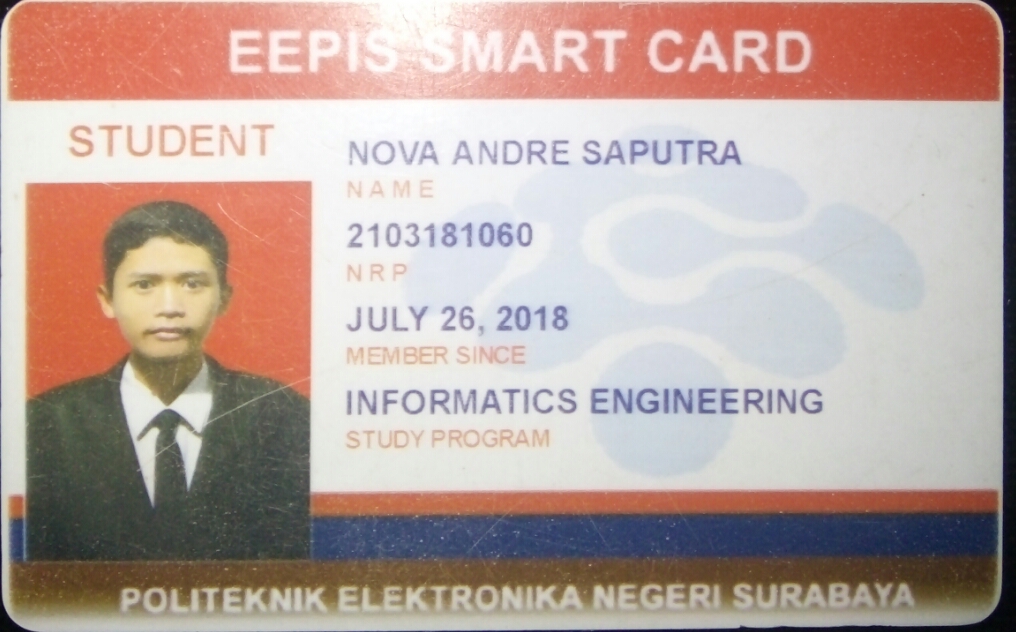 EEPIS SMART CARD
STUDENT
NOVA ANDRE SAPUTRA
NAME
2103181060
NRP
JULY 26, 2018
MEMBER SINCE
INFORMATICS ENGINEERING
STUDY PROGRAM
POLITEKNIK ELEKTRONIKA NEGERI SURABAYA